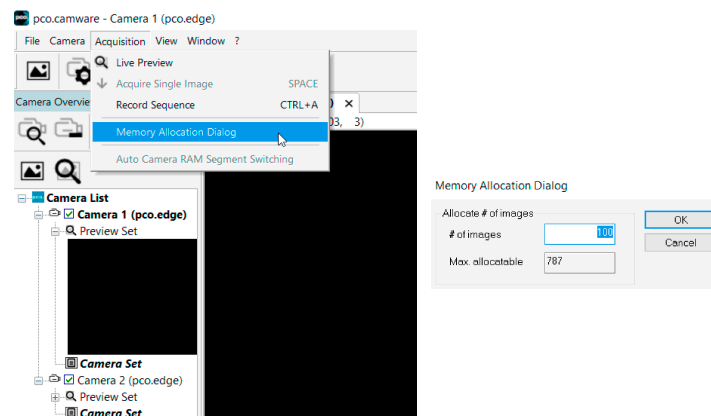 pco.
pco.camware - Camera 1 (pco.edge)
File Camera Acquisition View Window ?
Live Preview
Acquire Single Image SPACE
Record Sequence CTRL+A
Memory Allocation Dialog
Auto Camera RAM Segment Switching
Camera Overvie
) ×
03, 3)
Camera List
Camera 1 (pco.edge)
Preview Set
Camera Set
Camera 2 (pco.edge)
Preview Set
Camera Set
Memory Allocation Dialog
Allocate # of images
# of images 100
Max. allocatable 787
OK
Cancel